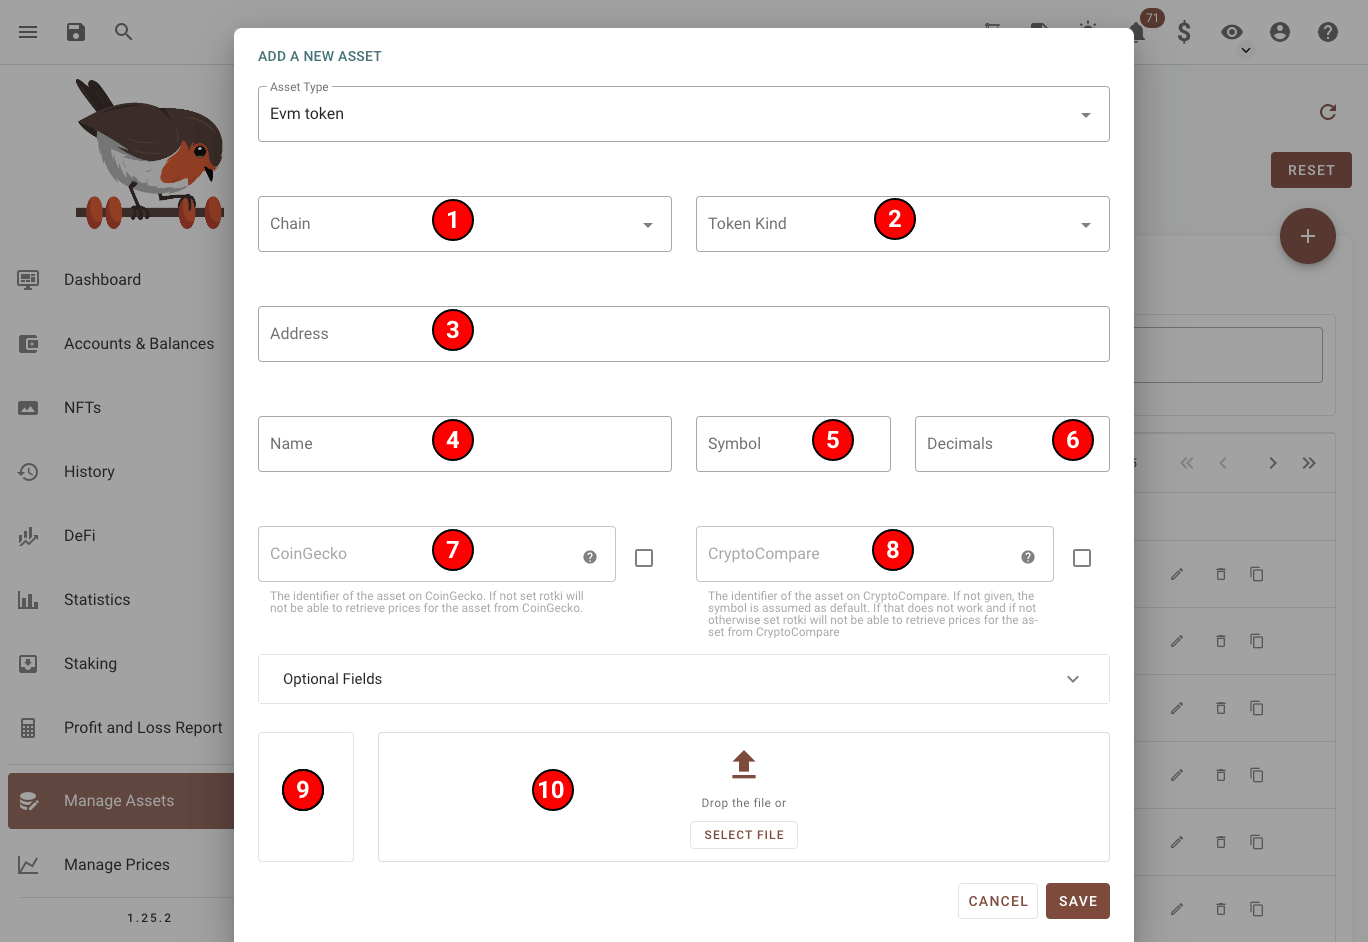 71
ADD A NEW ASSET
Asset Type
Evm token
RESET
Chain
1
Token Kind
2
Dashboard
Address
3
Accounts & Balances
NFTs
Name
4
Symbol
5
Decimals
6
History
CoinGecko
7
CryptoCompare
8
DeFi
The identifier of the asset on CoinGecko. If not set rotki will
not be able to retrieve prices for the asset from CoinGecko.
The identifier of the asset on CryptoCompare. If not given, the
symbol is assumed as default. If that does not work and if not
otherwise set rotki will not be able to retrieve prices for the as-
set from CryptoCompare
Statistics
Staking
Optional Fields
Profit and Loss Report
9
10
Drop the file or
SELECT FILE
Manage Assets
Manage Prices
CANCEL
SAVE
1.25.2